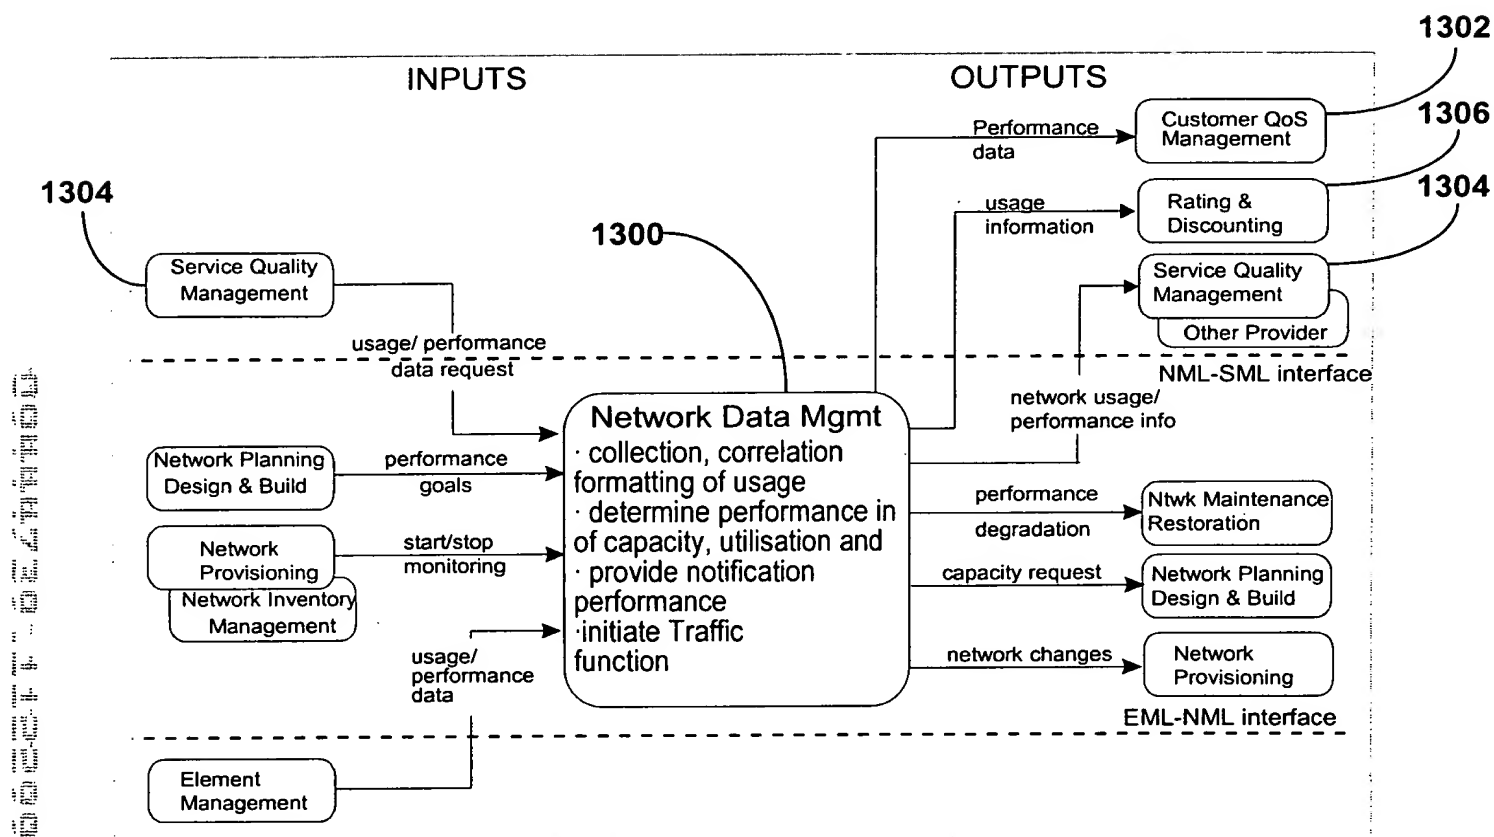 1302
INPUTS
OUTPUTS
Customer QoS
Management
1306
Performance
data
1304
Rating &
Discounting
usage
information
1304
1300
Service Quality
Management
Service Quality
Management
Other Provider
usage/ performance
data request
NML-SML interface
network usage/
performance info
Network Data Mgmt
· collection, correlation
formatting of usage
· determine performance in
of capacity, utilisation and
· provide notification
performance
·initiate Traffic
function
Network Planning
Design & Build
performance
goals
Network
Provisioning
Network Inventory
Management
start/stop
monitoring
usage/
performance
data
performance
degradation
Ntwk Maintenance
Restoration
capacity request
Network Planning
Design & Build
network changes
Network
Provisioning
EML-NML interface
Element
Management